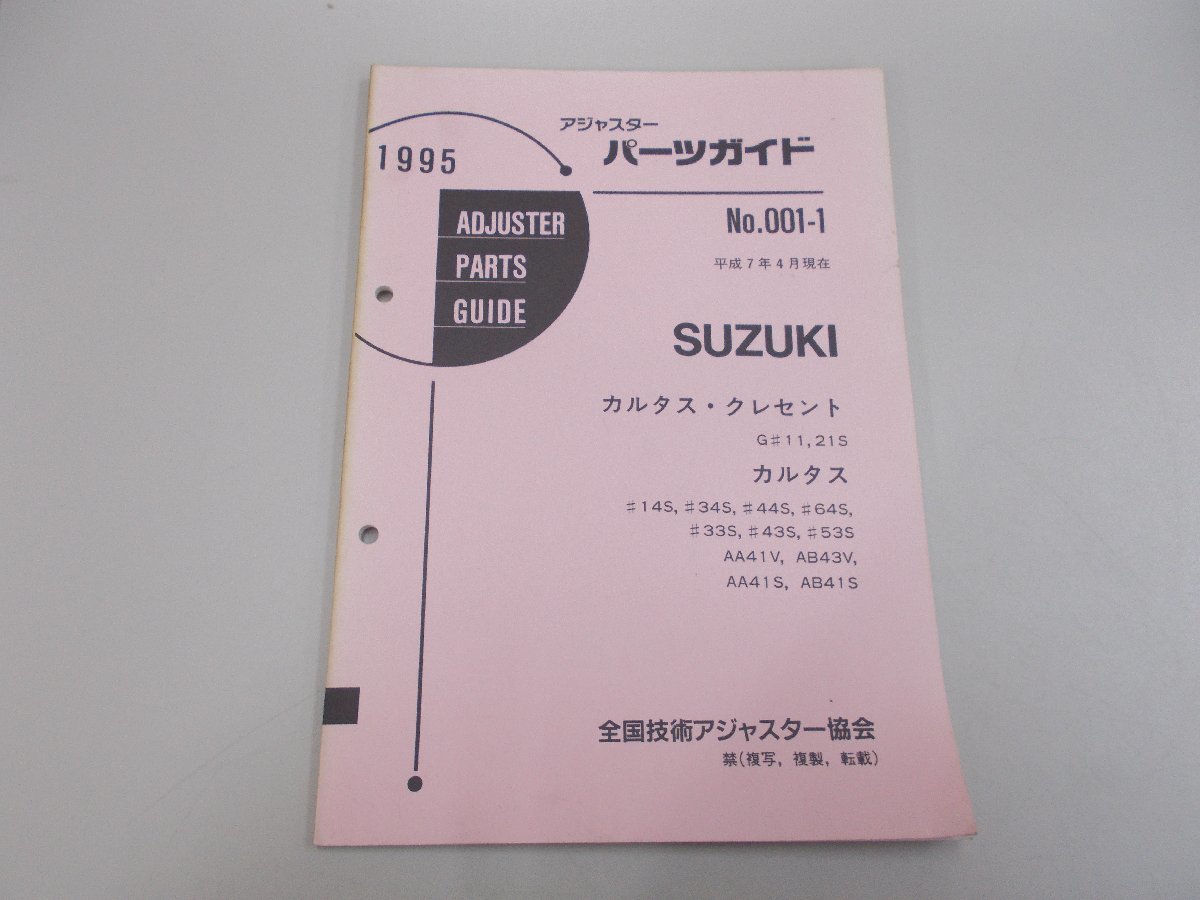 1995
アジャスター
パーツガイド
ADJUSTER
PARTS
GUIDE
No.001-1
平成7年4月現在
SUZUKI
カルタス・クレセント
G♯11,21S
カルタス
♯14S,♯34S,♯44S,♯64S,
♯33S,♯43S,♯53S
AA41V, AB43V,
AA41S, AB41S
全国技術アジャスター協会
禁(複写，複製，転載)